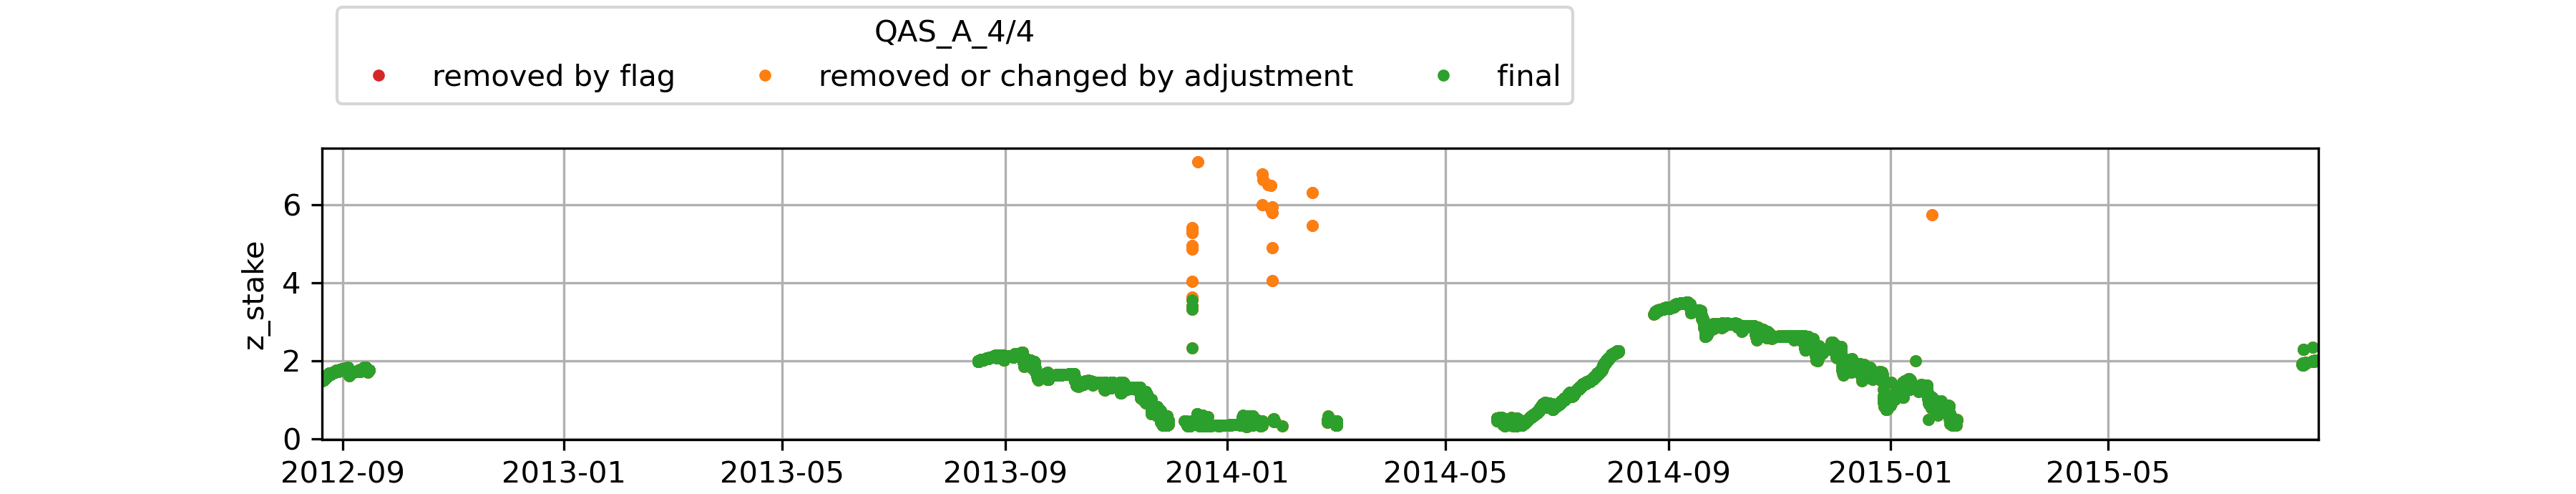 QAS_A_4/4
removed by flag removed or changed by adjustment final
z_stake
6
4
2
0
2012-09 2013-01 2013-05 2013-09 2014-01 2014-05 2014-09 2015-01 2015-05